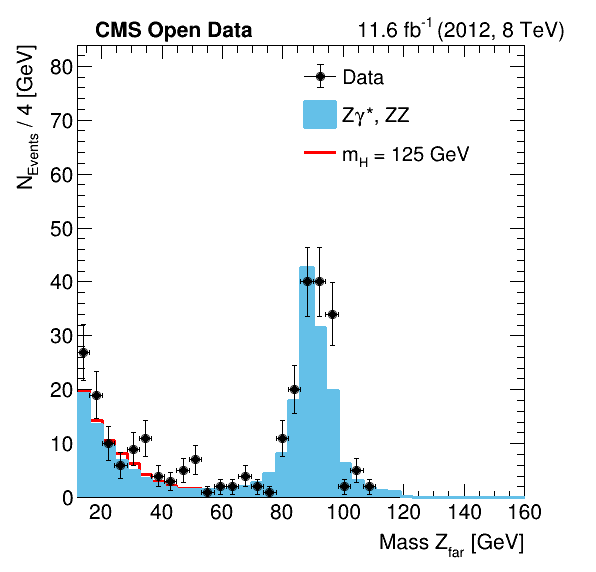 CMS Open Data 11.6 fb⁻¹ (2012, 8 TeV)
N_Events / 4 [GeV]
80
70
60
50
40
30
20
10
0
Data
Zγ*, ZZ
m_H = 125 GeV
20 40 60 80 100 120 140 160
Mass Z_far [GeV]